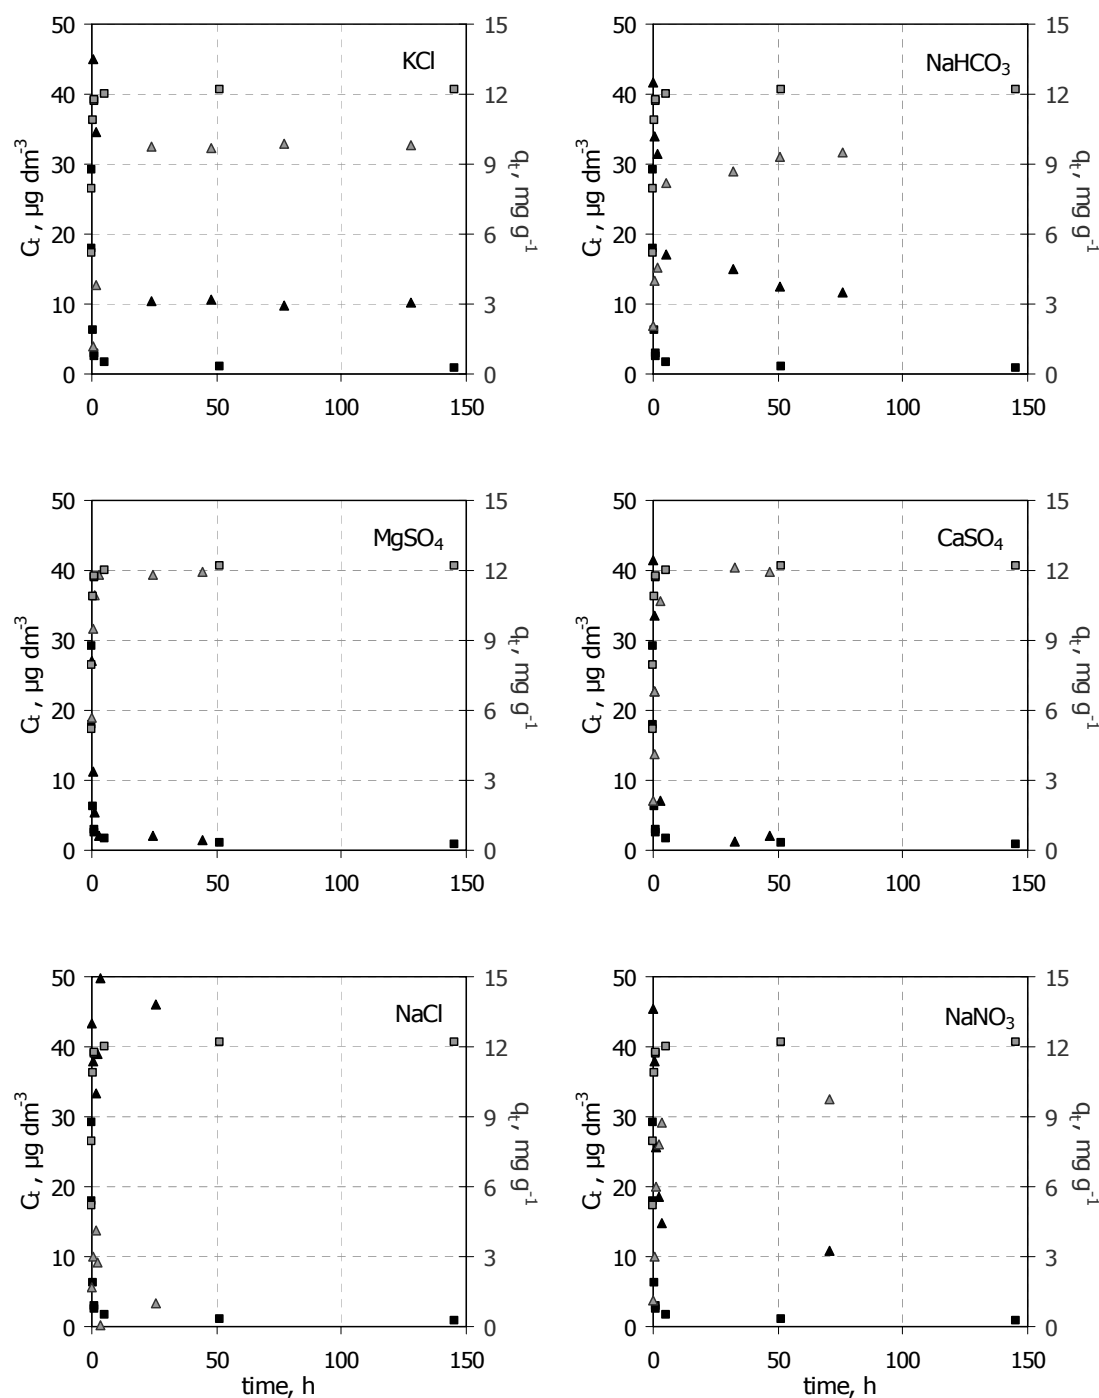 50 15 50 15
KCl NaHCO3
40 12 40 12
30 9 30 9
Ct , µg dm-3 qt, mg g-1 Ct , µg dm-3 qt, mg g-1
20 6 20 6
10 3 10 3
0 0 0 0
0 50 100 150 0 50 100 150
50 15 50 15
MgSO4 CaSO4
40 12 40 12
30 9 30 9
Ct , µg dm-3 qt, mg g-1 Ct , µg dm-3 qt, mg g-1
20 6 20 6
10 3 10 3
0 0 0 0
0 50 100 150 0 50 100 150
50 15 50 15
NaCl NaNO3
40 12 40 12
30 9 30 9
Ct , µg dm-3 qt, mg g-1 Ct , µg dm-3 qt, mg g-1
20 6 20 6
10 3 10 3
0 0 0 0
0 50 100 150 0 50 100 150
time, h time, h